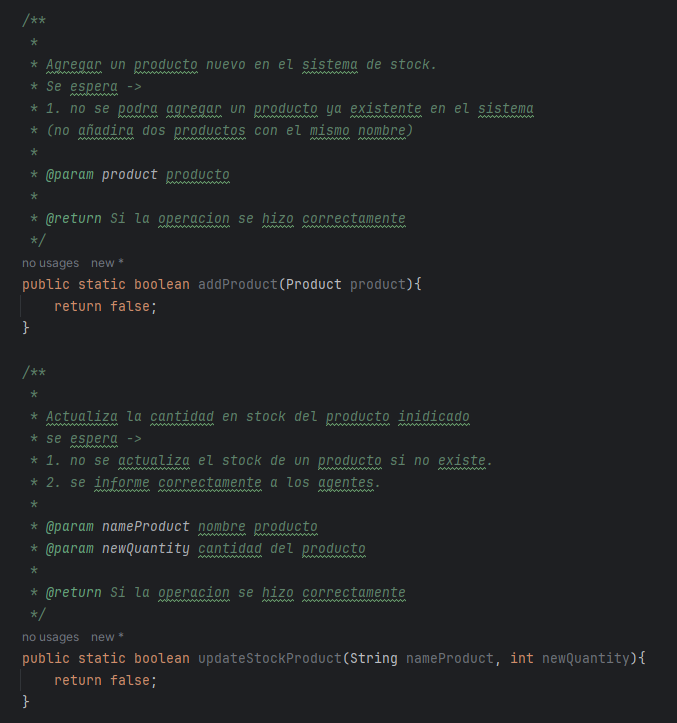 /**
 *
 * Agregar un producto nuevo en el sistema de stock.
 * Se espera ->
 * 1. no se podra agregar un producto ya existente en el sistema
 * (no añadira dos productos con el mismo nombre)
 *
 * @param product producto
 *
 * @return Si la operacion se hizo correctamente
 */
no usages new *
public static boolean addProduct(Product product){
    return false;
}
/**
 *
 * Actualiza la cantidad en stock del producto inidicado
 * se espera ->
 * 1. no se actualiza el stock de un producto si no existe.
 * 2. se informe correctamente a los agentes.
 *
 * @param nameProduct nombre producto
 * @param newQuantity cantidad del producto
 *
 * @return Si la operacion se hizo correctamente
 */
no usages new *
public static boolean updateStockProduct(String nameProduct, int newQuantity){
    return false;
}